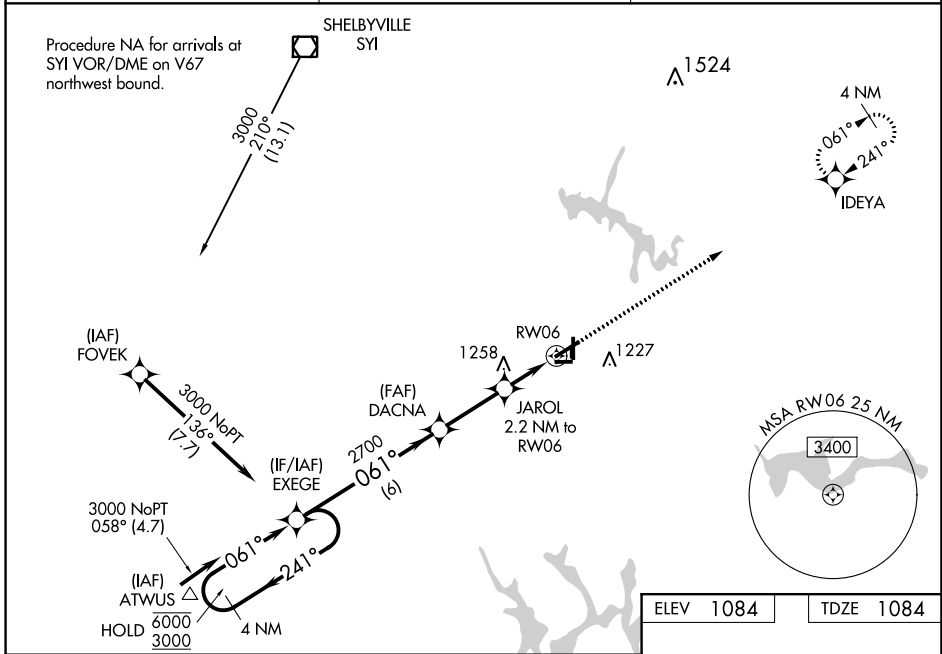 SHELBYVILLE
SYI
Procedure NA for arrivals at
SYI VOR/DME on V67
northwest bound.
3000
210°
(13.1)
1524
4 NM
061°
241°
IDEYA
(IAF)
FOVEK
3000 NoPT
136°
(7.7)
RW06
1258
1227
(FAF)
DACNA
JAROL
2.2 NM to
RW06
2700
061°
(6)
(IF/IAF)
EXEGE
3000 NoPT
058° (4.7)
061°
241°
(IAF)
ATWUS
HOLD 6000
3000
4 NM
MSA RW06 25 NM
3400
ELEV 1084
TDZE 1084